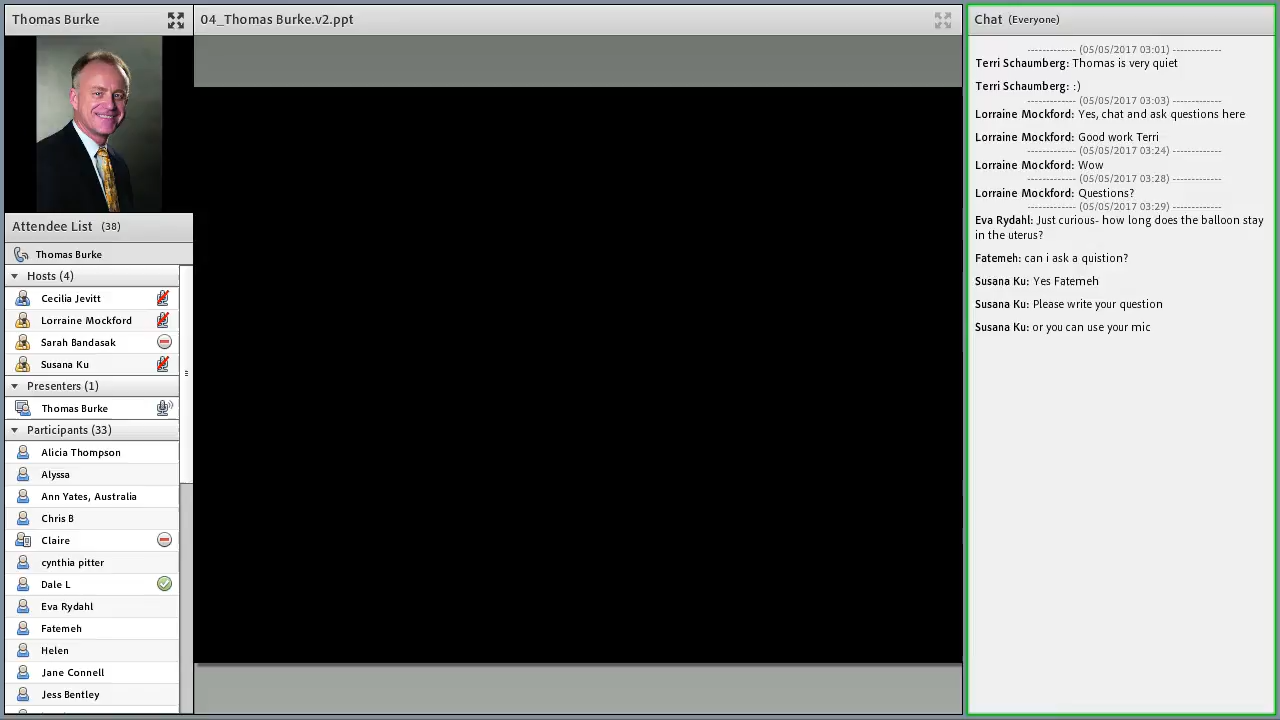 Thomas Burke
04_Thomas Burke.v2.ppt
Chat (Everyone)
Attendee List (38)
Thomas Burke
Hosts (4)
Cecilia Jevitt
Lorraine Mockford
Sarah Bandasak
Susana Ku
Presenters (1)
Thomas Burke
Participants (33)
Alicia Thompson
Alyssa
Ann Yates, Australia
Chris B
Claire
cynthia pitter
Dale L
Eva Rydahl
Fatemeh
Helen
Jane Connell
Jess Bentley
------------- (05/05/2017 03:01) -------------
Terri Schaumberg: Thomas is very quiet
Terri Schaumberg: :)
------------- (05/05/2017 03:03) -------------
Lorraine Mockford: Yes, chat and ask questions here
Lorraine Mockford: Good work Terri
------------- (05/05/2017 03:24) -------------
Lorraine Mockford: Wow
------------- (05/05/2017 03:28) -------------
Lorraine Mockford: Questions?
------------- (05/05/2017 03:29) -------------
Eva Rydahl: Just curious- how long does the balloon stay
in the uterus?
Fatemeh: can i ask a quistion?
Susana Ku: Yes Fatemeh
Susana Ku: Please write your question
Susana Ku: or you can use your mic